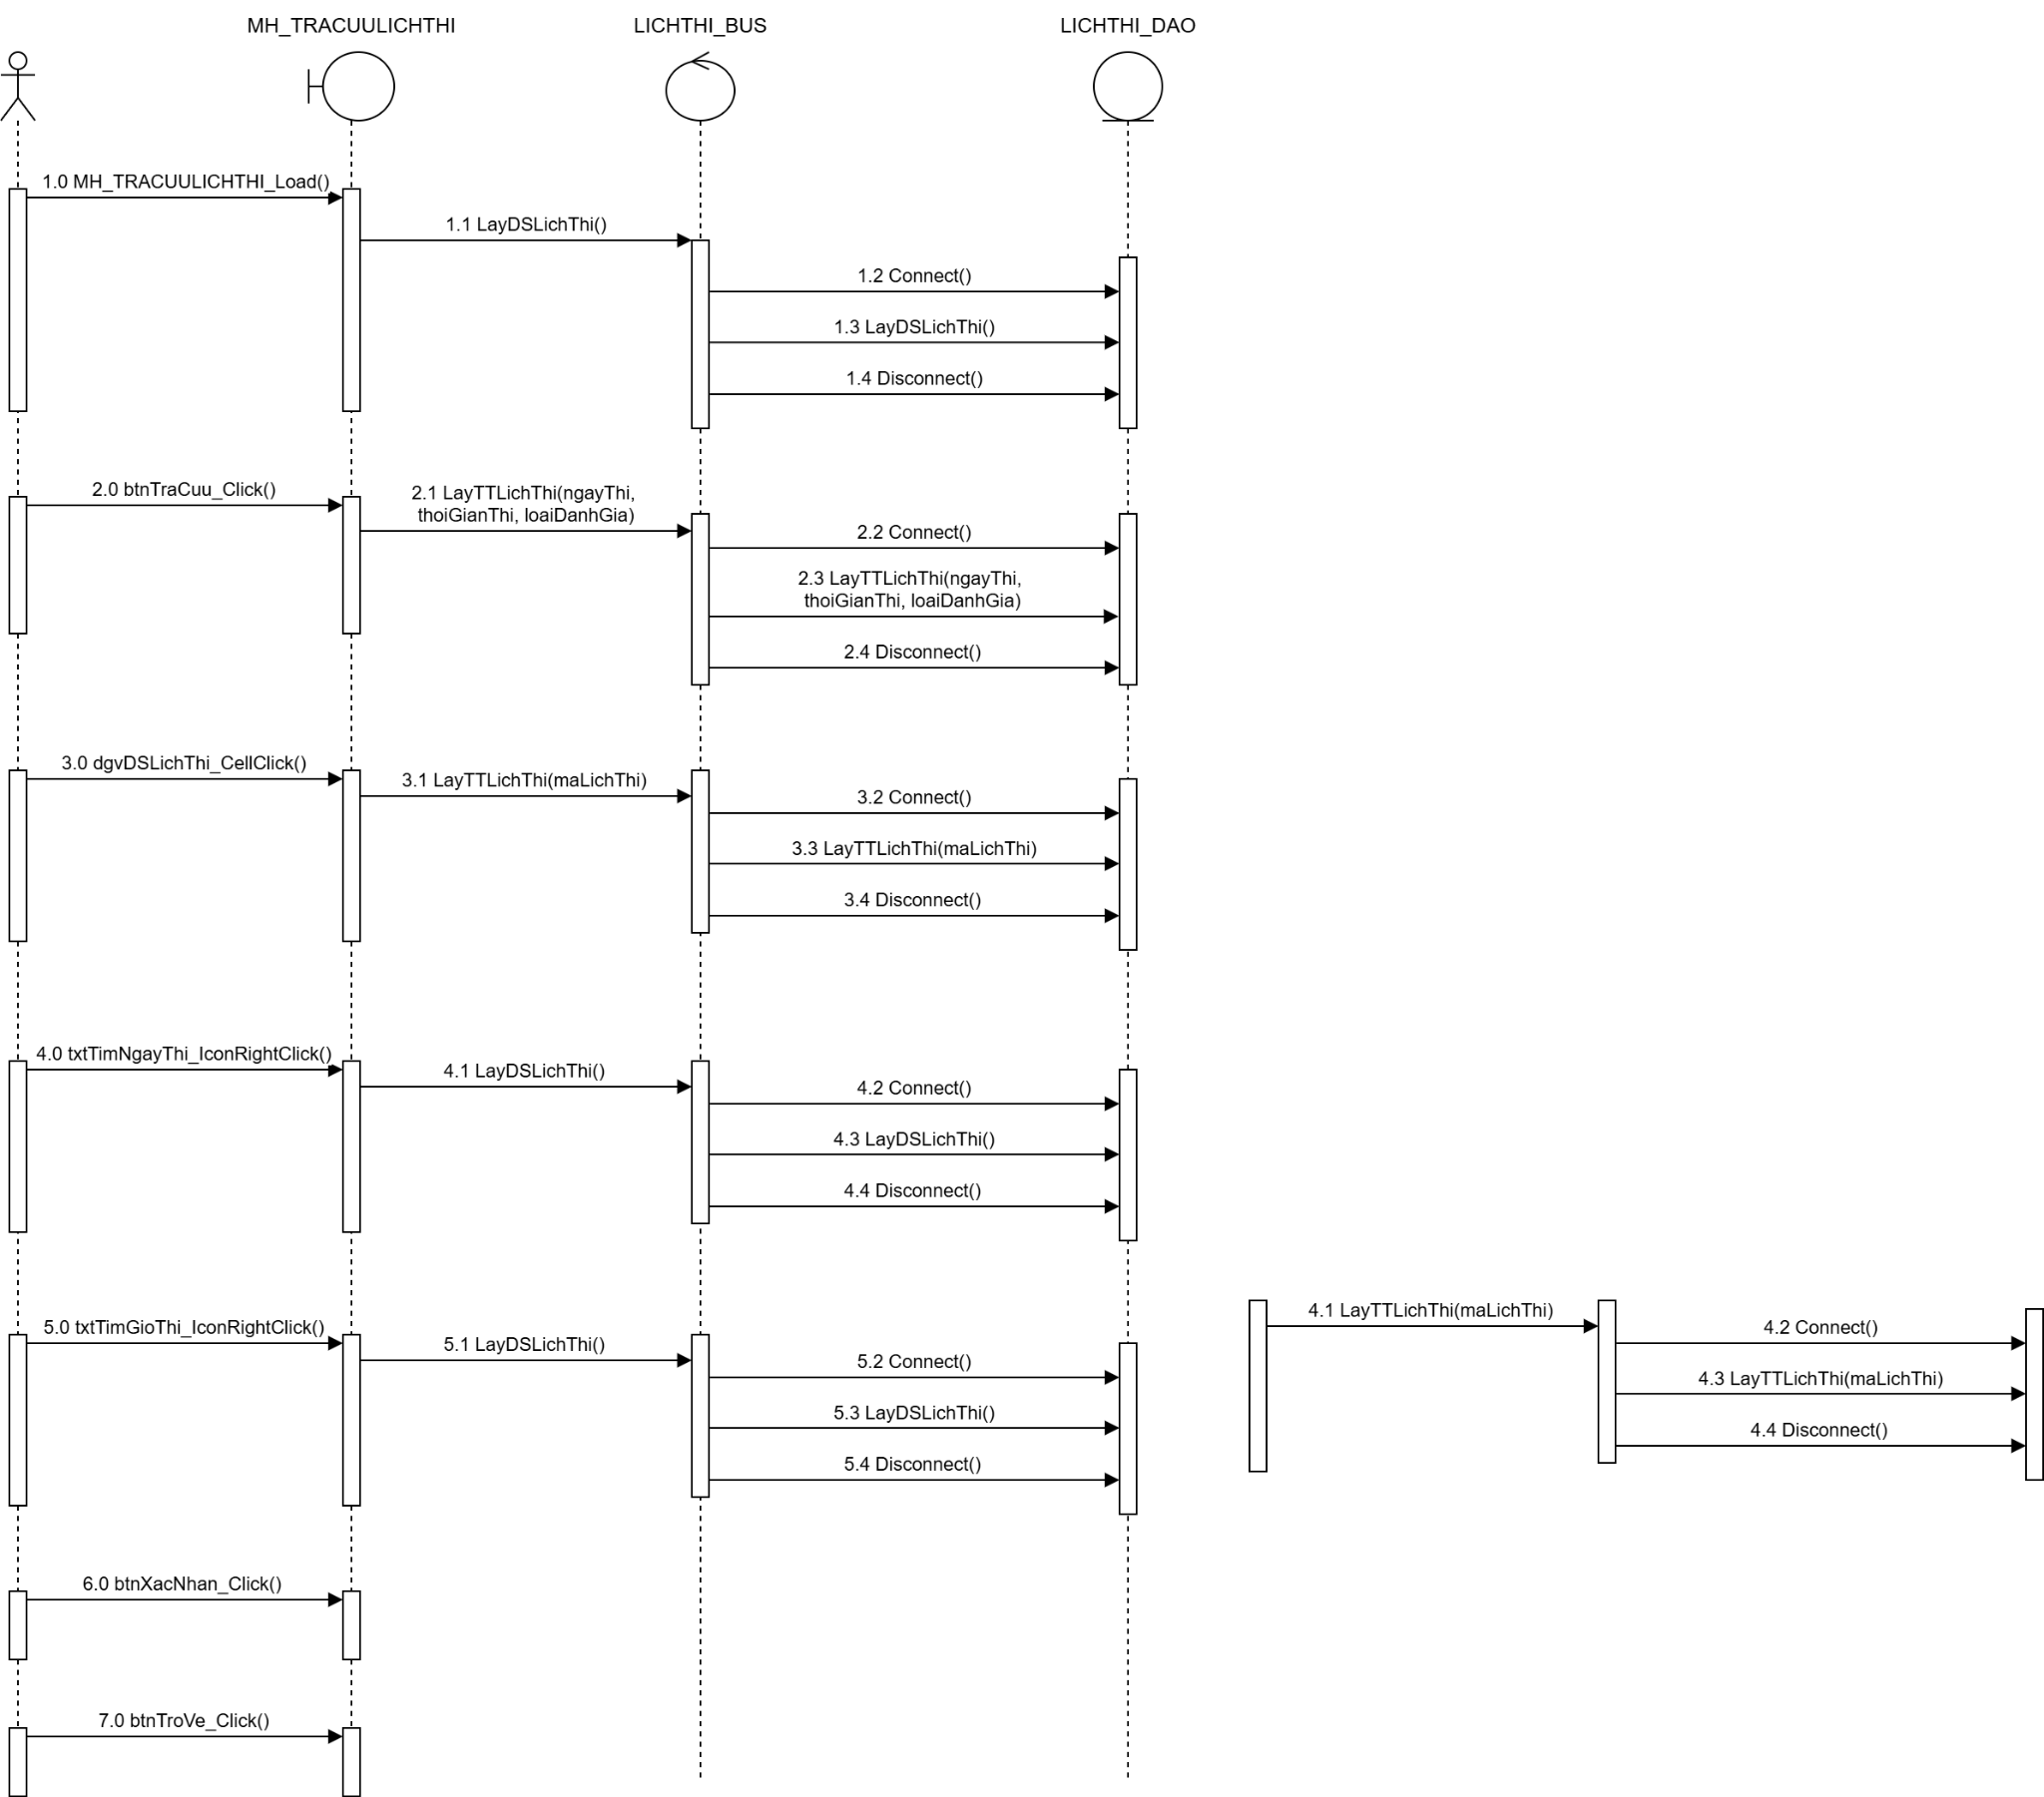 MH_TRACUULICHTHI
LICHTHI_BUS
LICHTHI_DAO
1.0 MH_TRACUULICHTHI_Load()
1.1 LayDSLichThi()
1.2 Connect()
1.3 LayDSLichThi()
1.4 Disconnect()
2.0 btnTraCuu_Click()
2.1 LayTTLichThi(ngayThi,
thoiGianThi, loaiDanhGia)
2.2 Connect()
2.3 LayTTLichThi(ngayThi,
thoiGianThi, loaiDanhGia)
2.4 Disconnect()
3.0 dgvDSLichThi_CellClick()
3.1 LayTTLichThi(maLichThi)
3.2 Connect()
3.3 LayTTLichThi(maLichThi)
3.4 Disconnect()
4.0 txtTimNgayThi_IconRightClick()
4.1 LayDSLichThi()
4.2 Connect()
4.3 LayDSLichThi()
4.4 Disconnect()
5.0 txtTimGioThi_IconRightClick()
5.1 LayDSLichThi()
5.2 Connect()
5.3 LayDSLichThi()
5.4 Disconnect()
4.1 LayTTLichThi(maLichThi)
4.2 Connect()
4.3 LayTTLichThi(maLichThi)
4.4 Disconnect()
6.0 btnXacNhan_Click()
7.0 btnTroVe_Click()